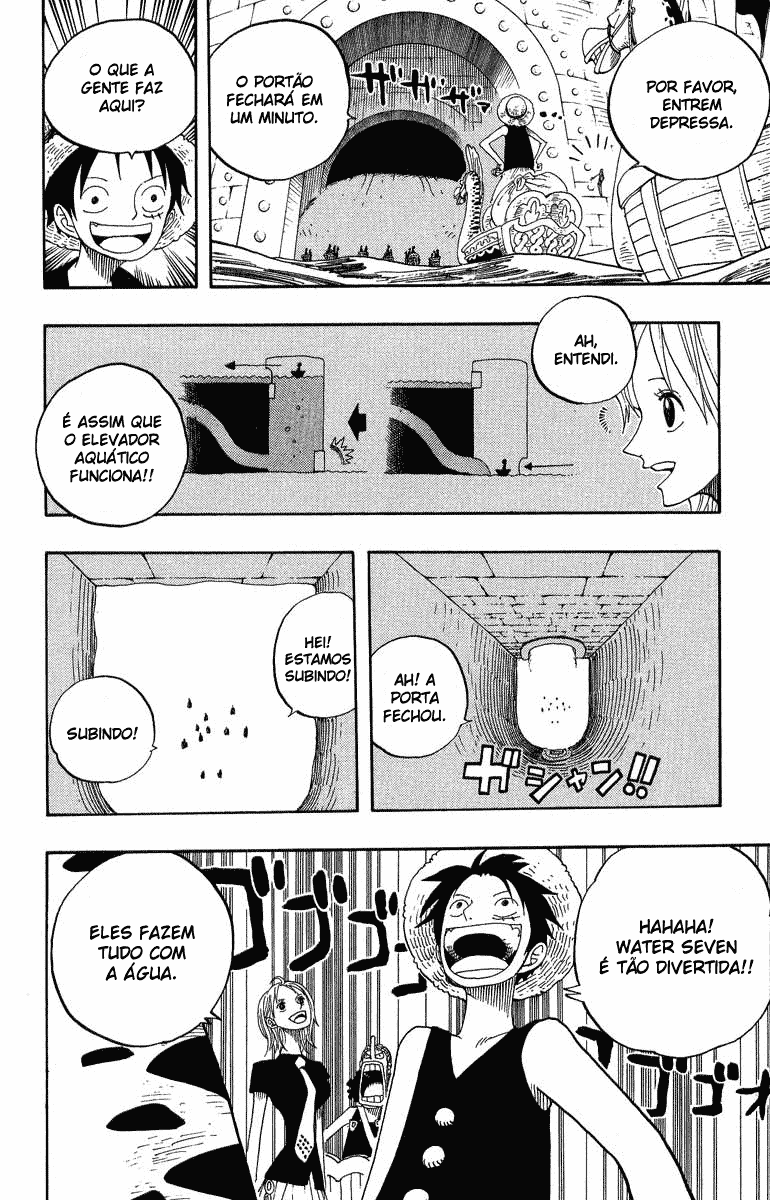 POR FAVOR,
ENTREM
DEPRESSA.
O PORTÃO
FECHARÁ EM
UM MINUTO.
ザザザザッ
O QUE A
GENTE FAZ
AQUI?
AH,
ENTENDI.
É ASSIM QUE
O ELEVADOR
AQUÁTICO
FUNCIONA!!
AH! A
PORTA
FECHOU.
ガシャン!!
HEI!
ESTAMOS
SUBINDO!
SUBINDO!
HAHAHA!
WATER SEVEN
É TÃO DIVERTIDA!!
ELES FAZEM
TUDO COM
A ÁGUA.
ゴゴゴゴ